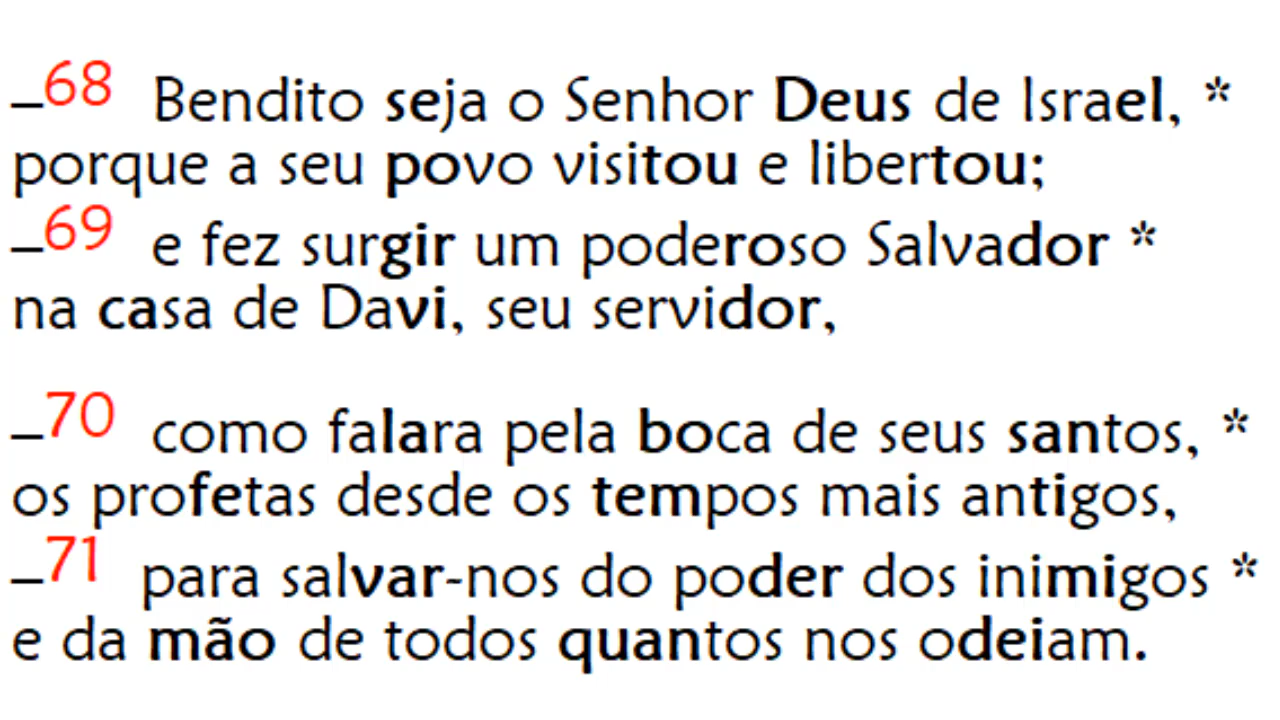 –68 Bendito seja o Senhor Deus de Israel, *
porque a seu povo visitou e libertou;
–69 e fez surgir um poderoso Salvador *
na casa de Davi, seu servidor,
–70 como falara pela boca de seus santos, *
os profetas desde os tempos mais antigos,
–71 para salvar-nos do poder dos inimigos *
e da mão de todos quantos nos odeiam.